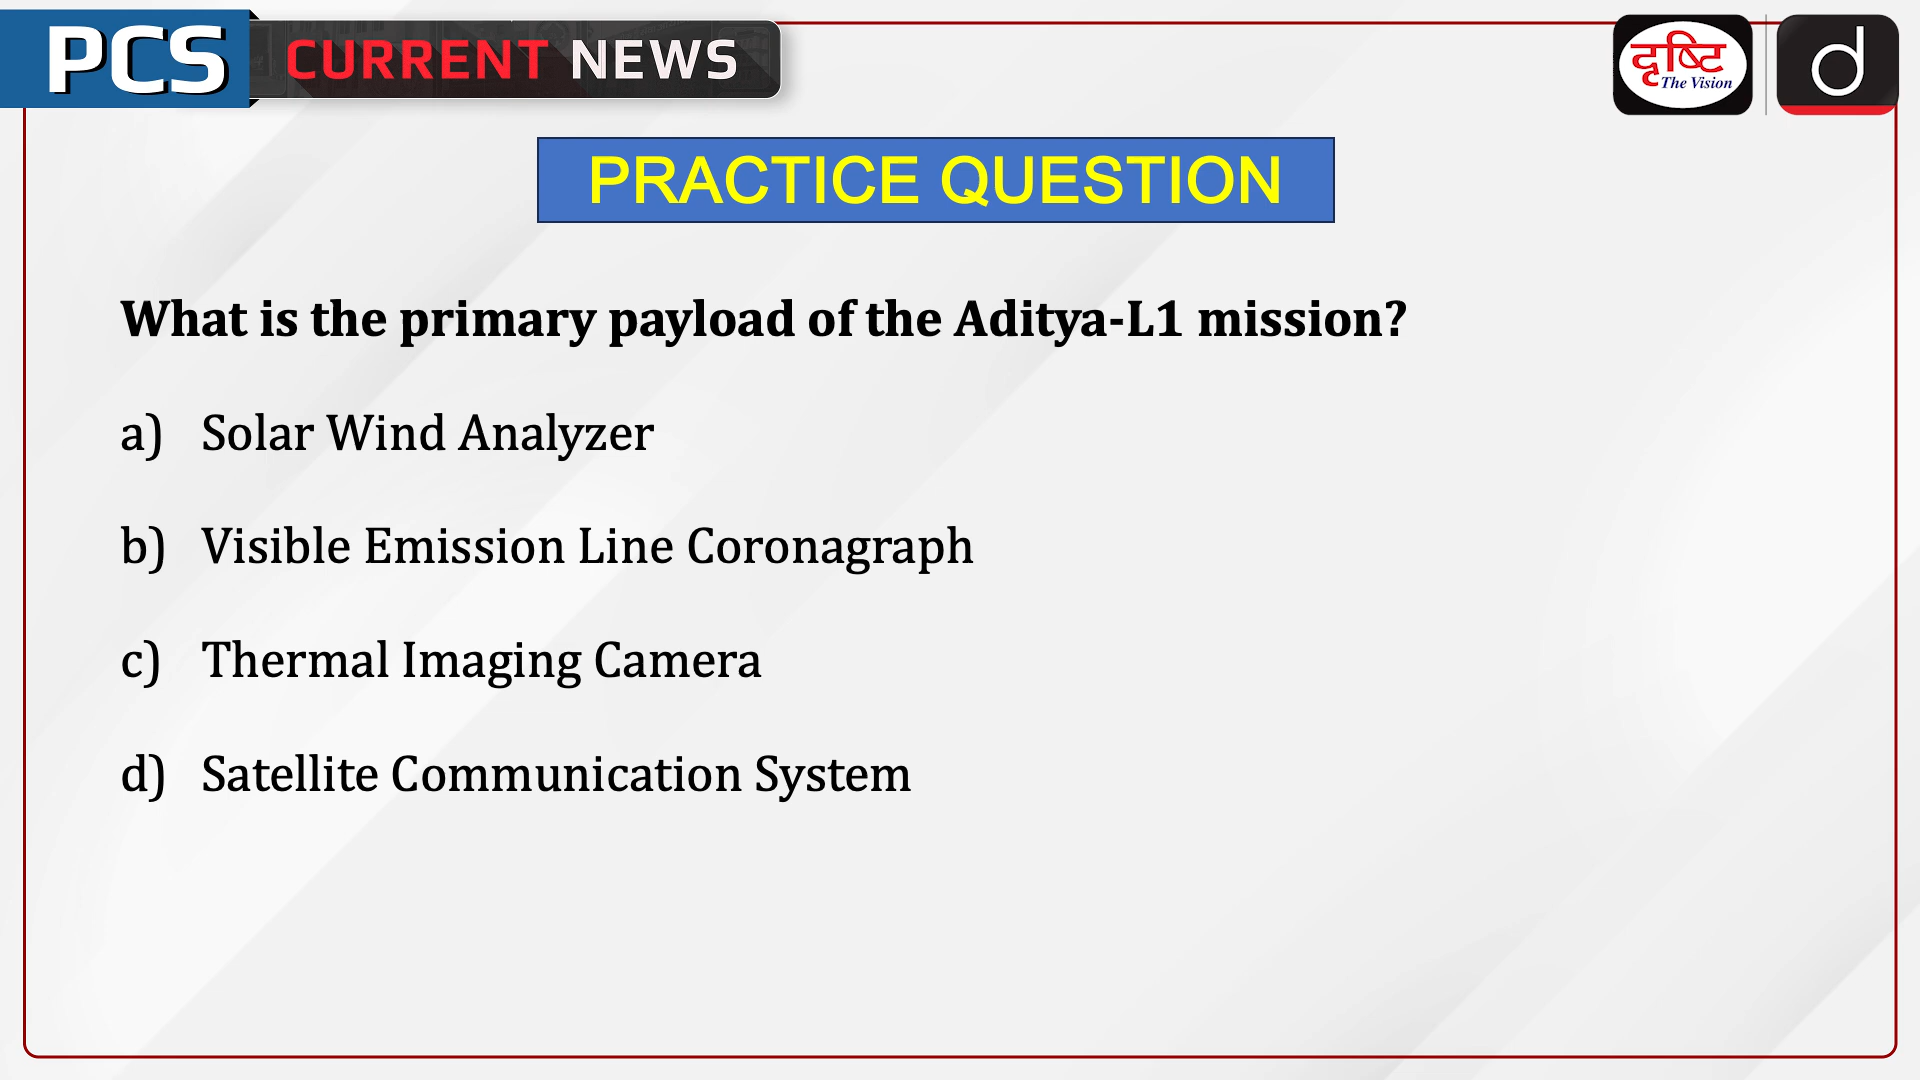 PCS CURRENT NEWS
दृष्टि
The Vision
d
PRACTICE QUESTION
What is the primary payload of the Aditya-L1 mission?
a) Solar Wind Analyzer
b) Visible Emission Line Coronagraph
c) Thermal Imaging Camera
d) Satellite Communication System